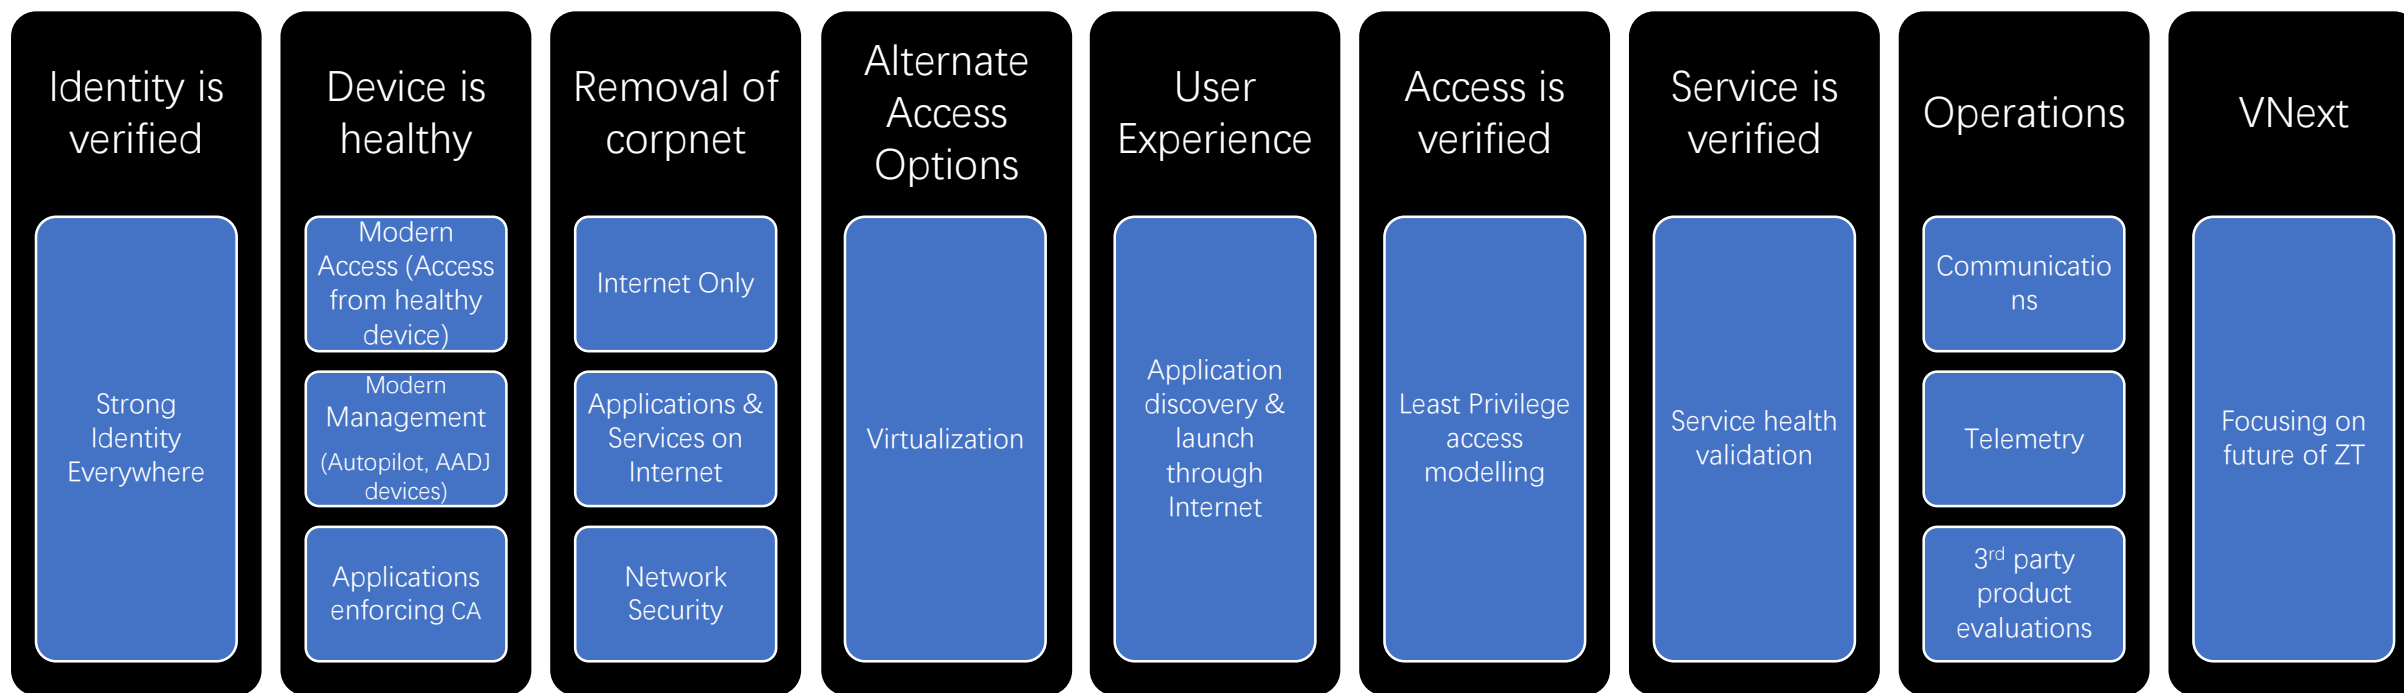 Identity is
verified
Strong
Identity
Everywhere
Device is
healthy
Modern
Access (Access
from healthy
device)
Modern
Management
(Autopilot, AADJ
devices)
Applications
enforcing CA
Removal of
corpnet
Internet Only
Applications &
Services on
Internet
Network
Security
Alternate
Access
Options
Virtualization
User
Experience
Application
discovery &
launch
through
Internet
Access is
verified
Least Privilege
access
modelling
Service is
verified
Service health
validation
Operations
Communicatio
ns
Telemetry
3rd party
product
evaluations
VNext
Focusing on
future of ZT